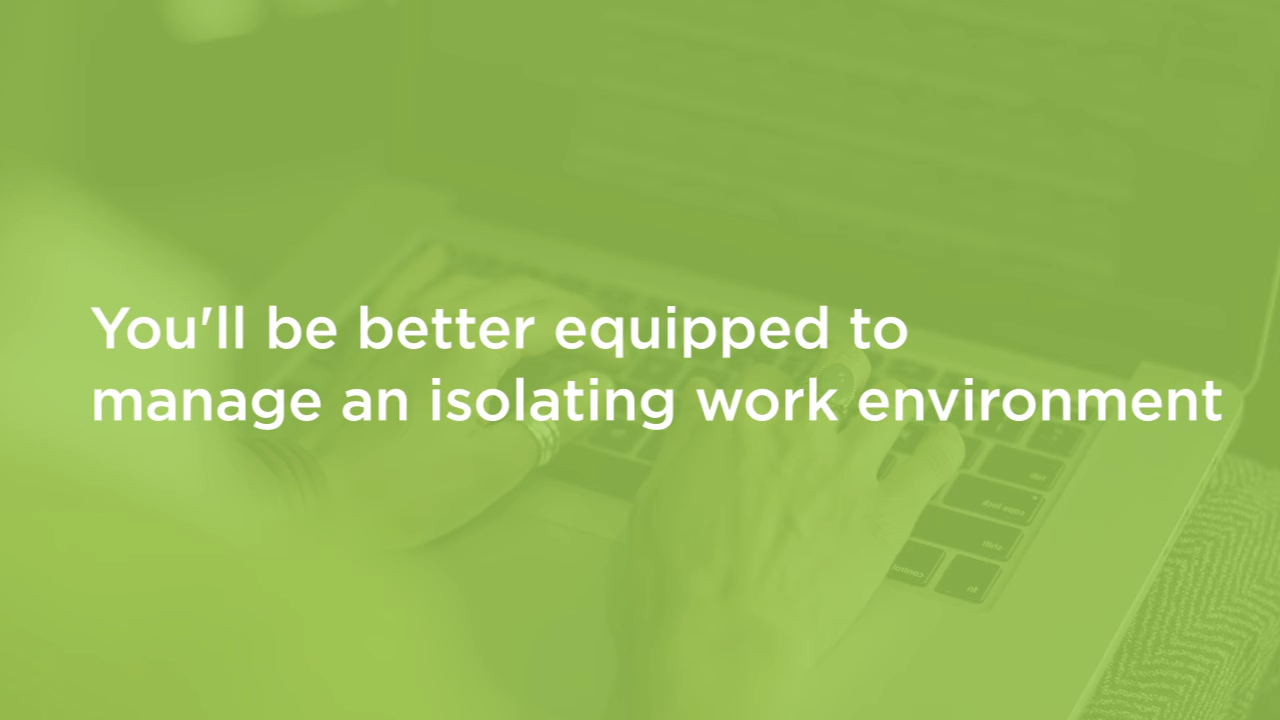 You'll be better equipped to
manage an isolating work environment